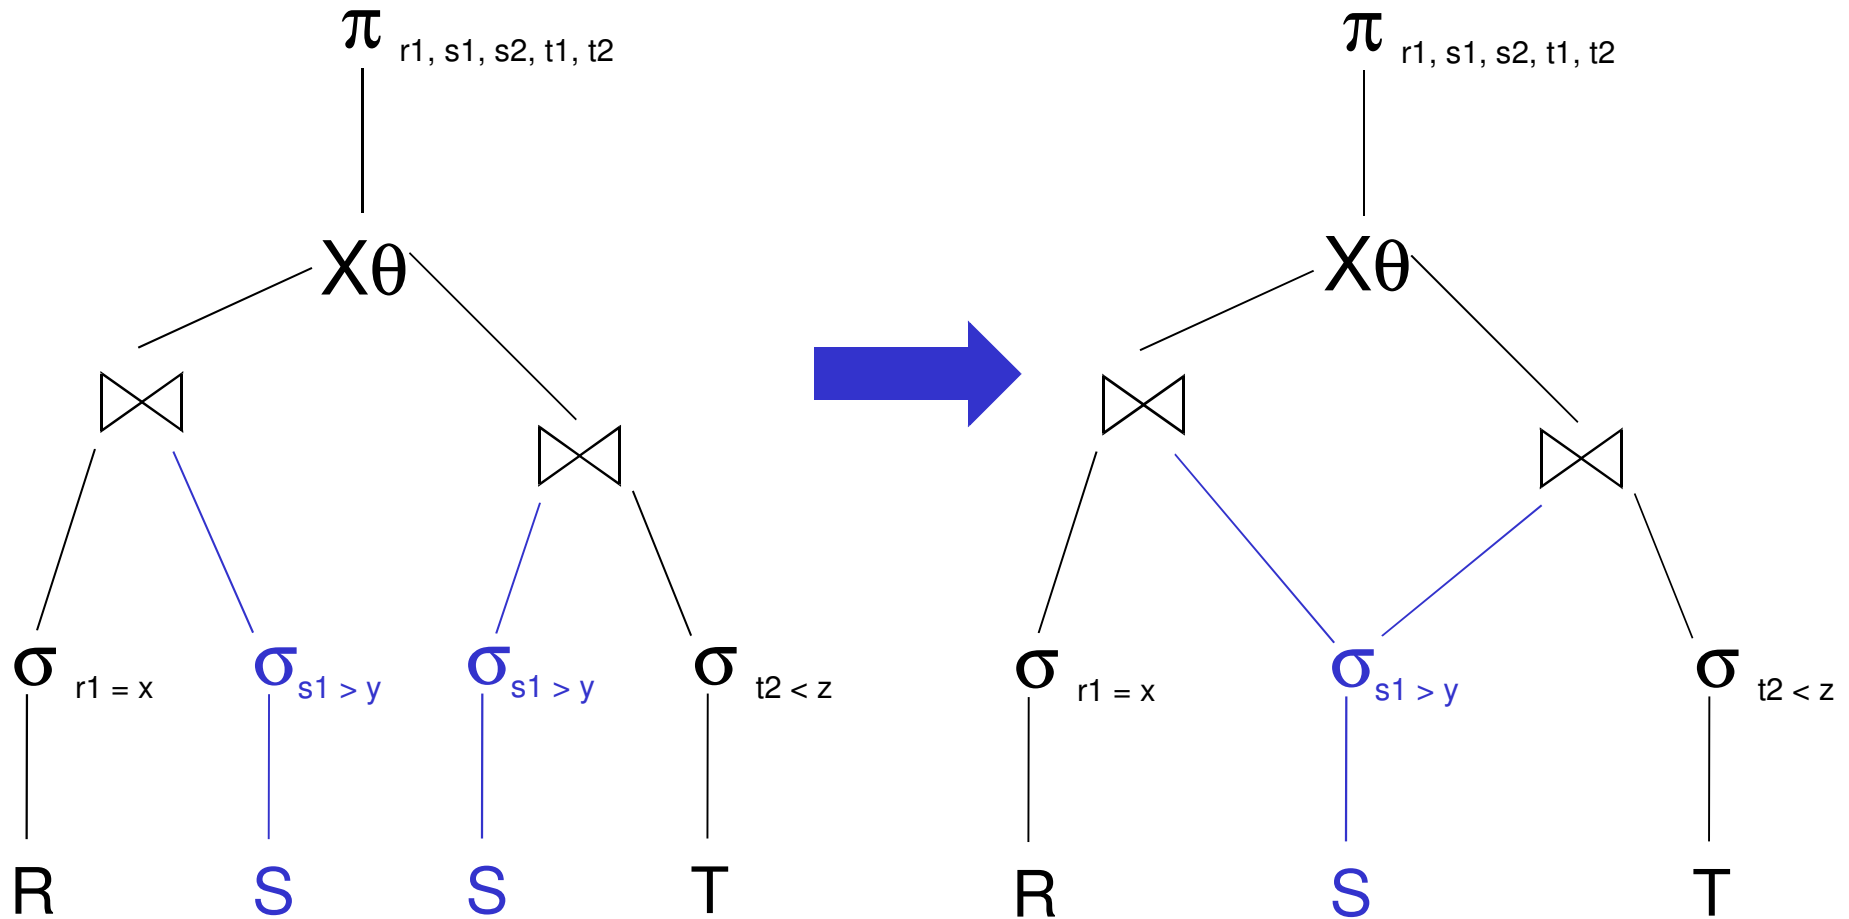 π r1, s1, s2, t1, t2
Xθ
⋈
⋈
σ r1 = x
σ s1 > y
σ s1 > y
σ t2 < z
R
S
S
T
π r1, s1, s2, t1, t2
Xθ
⋈
⋈
σ r1 = x
σ s1 > y
σ t2 < z
R
S
T